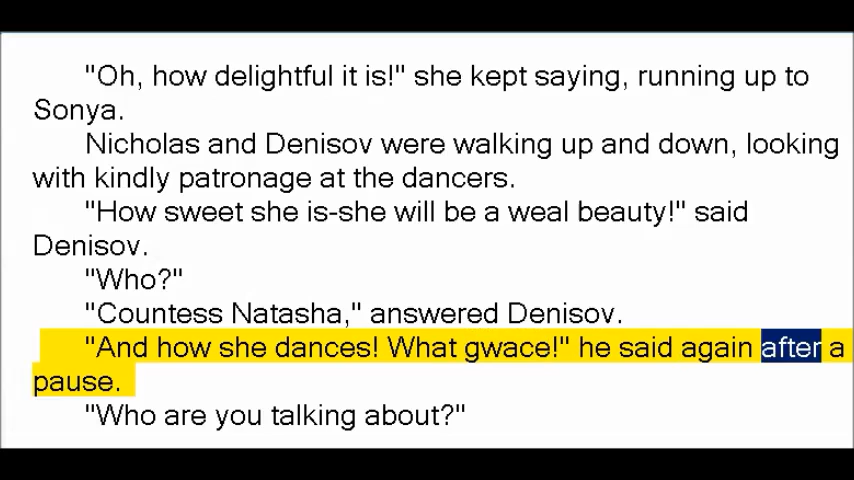 "Oh, how delightful it is!" she kept saying, running up to
Sonya.
Nicholas and Denisov were walking up and down, looking
with kindly patronage at the dancers.
"How sweet she is-she will be a weal beauty!" said
Denisov.
"Who?"
"Countess Natasha," answered Denisov.
"And how she dances! What gwace!" he said again after a
pause.
"Who are you talking about?"